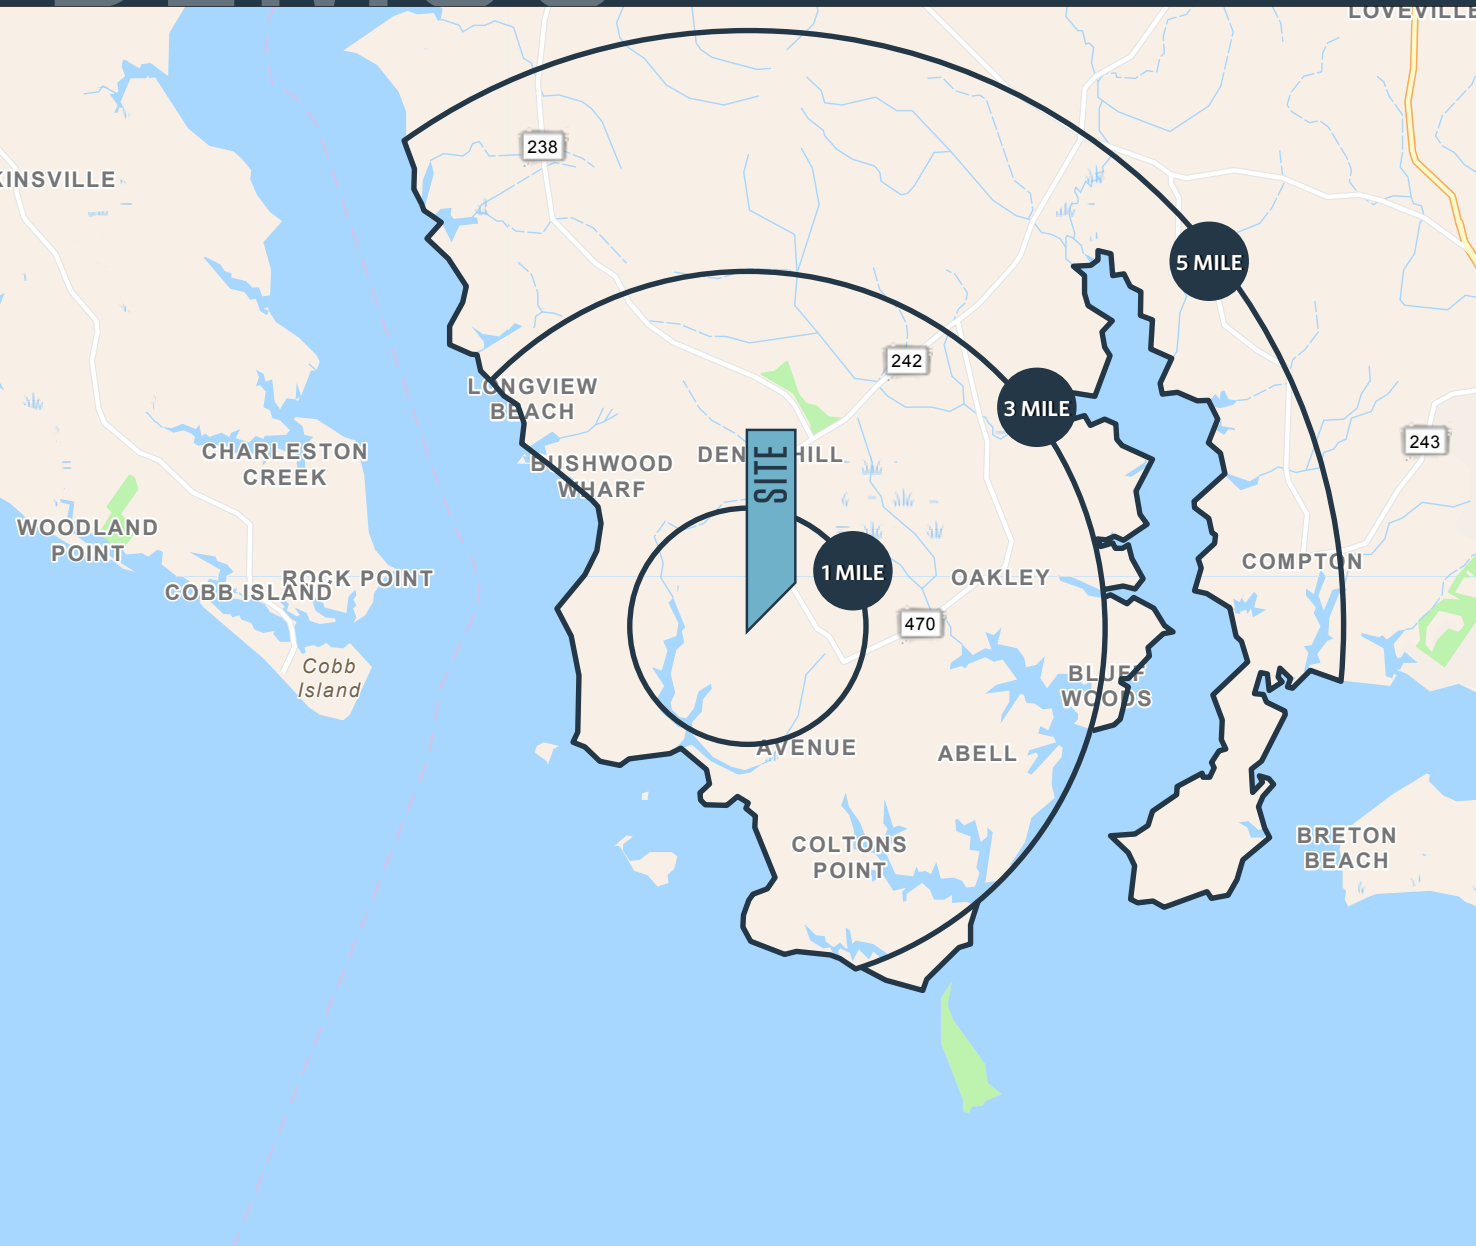 LOVEVILLE
238
KINSVILLE
5 MILE
242
LONGVIEW
BEACH
3 MILE
243
CHARLESTON
CREEK
BUSHWOOD
WHARF
SITE
HILL
WOODLAND
POINT
1 MILE
COMPTON
ROCK POINT
COBB ISLAND
OAKLEY
470
Cobb
Island
BLUFF
WOODS
AVENUE
ABELL
COLTONS
POINT
BRETON
BEACH